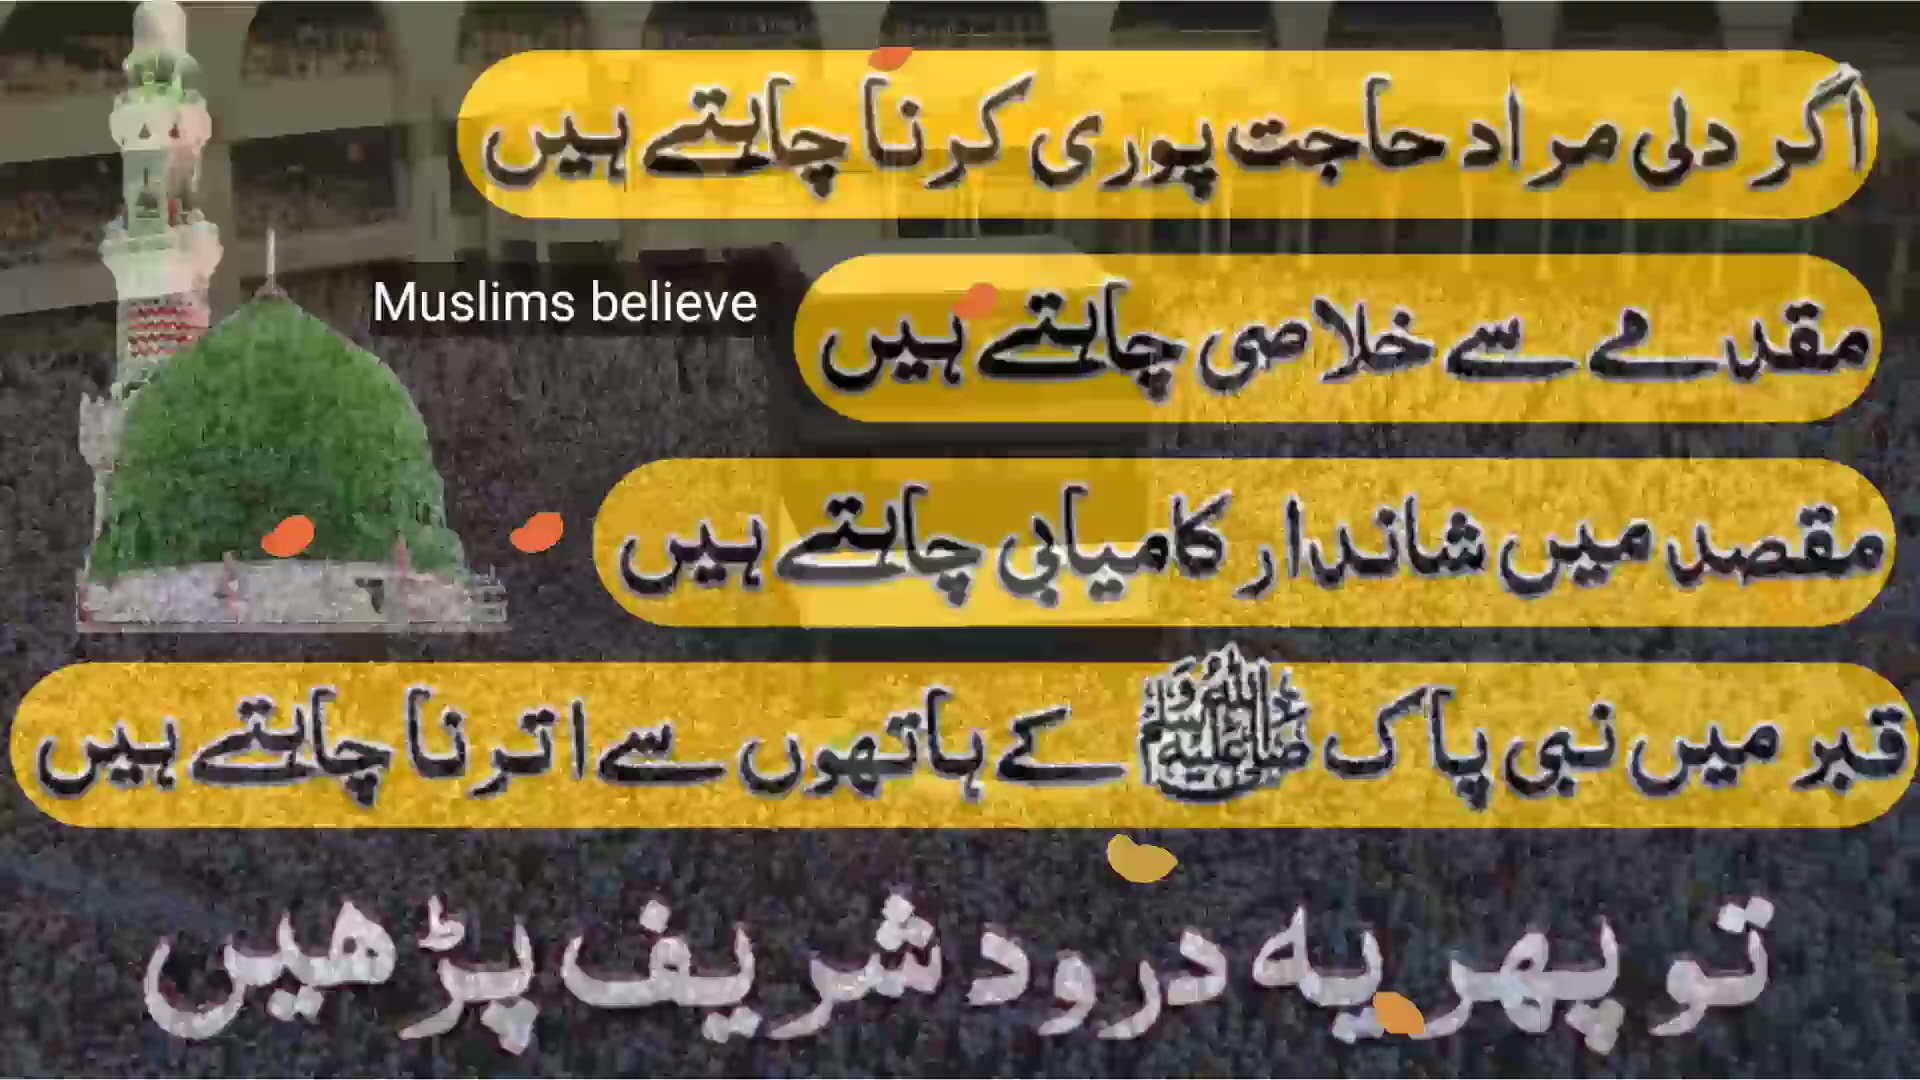 اگر دلی مراد حاجت پوری کرنا چاہتے ہیں
Muslims believe
مقدمے سے خلاصی چاہتے ہیں
مقصد میں شاندار کامیابی چاہتے ہیں
قبر میں نبی پاک ﷺ کے ہاتھوں سے اترنا چاہتے ہیں
تو پھر یہ درود شریف پڑھیں